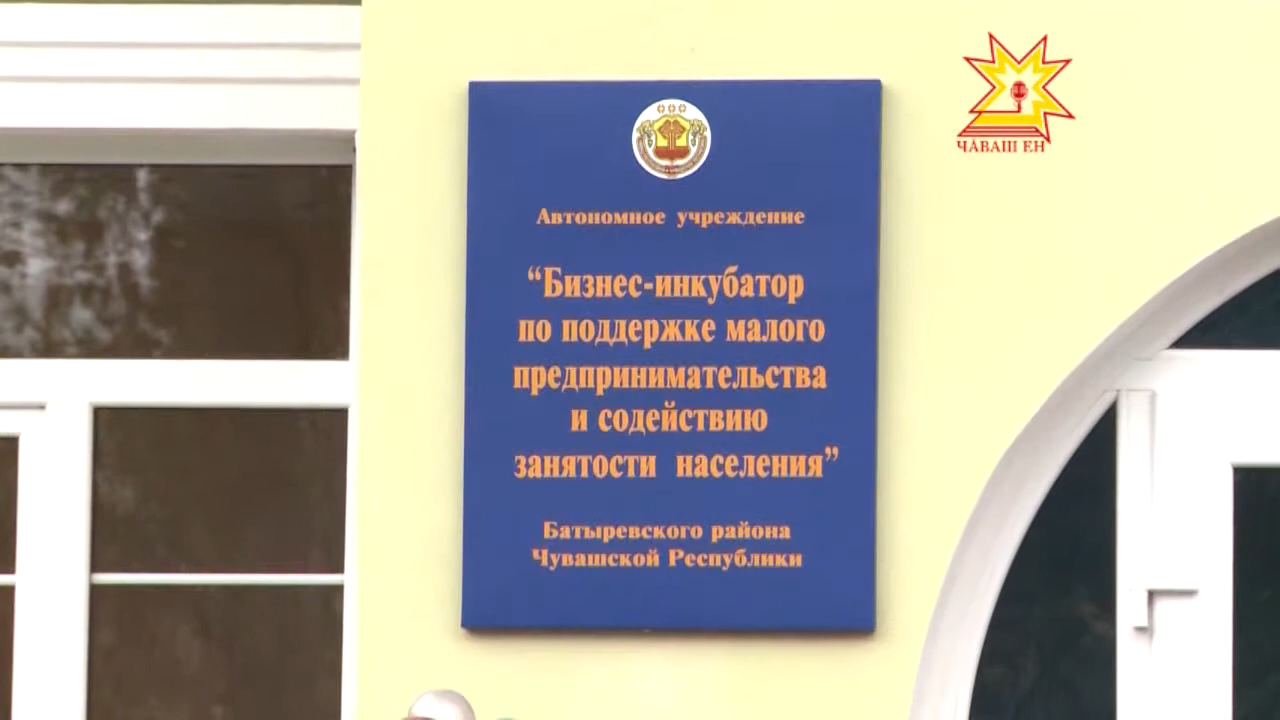 ЧӐВАШ ЕН
Автономное учреждение
“Бизнес-инкубатор
по поддержке малого
предпринимательства
и содействию
занятости населения”
Батыревского района
Чувашской Республики